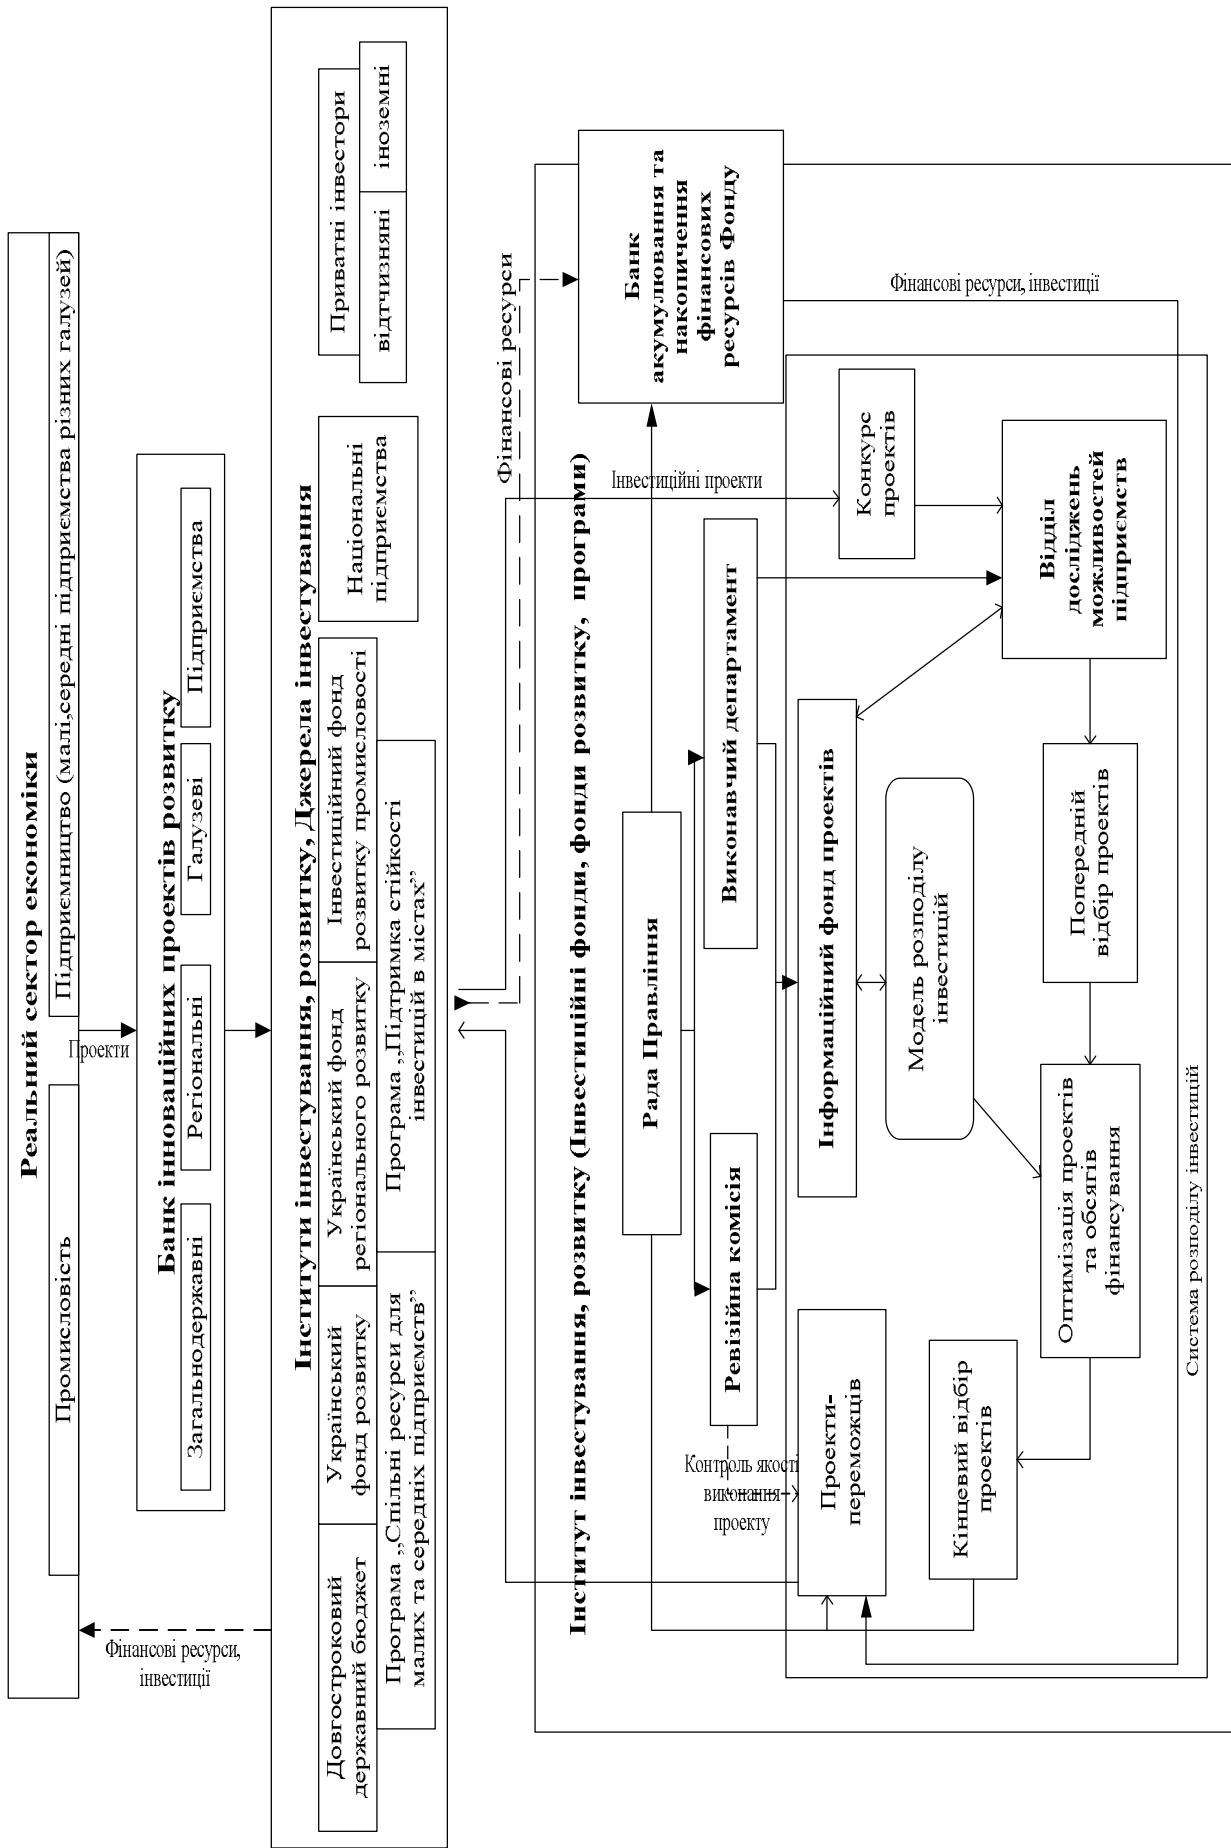 Реальний сектор економіки
Промисловість
Підприємництво (малі,середні підприємства різних галузей)
Проекти
Фінансові ресурси,
інвестиції
Банк інноваційних проектів розвитку
Загальнодержавні
Регіональні
Галузеві
Підприємства
Інститути інвестування, розвитку, Джерела інвестування
Довгостроковий
державний бюджет
Український
фонд розвитку
Український фонд
регіонального розвитку
Інвестиційний фонд
розвитку промисловості
Національні
підприємства
Приватні інвестори
відтчизняні
іноземні
Програма „Спільні ресурси для
малих та середніх підприємств”
Програма „Підтримка стійкості
інвестицій в містах”
Фінансові ресурси
Інститут інвестування, розвитку (Інвестиційні фонди, фонди розвитку, програми)
Банк
акумулювання та
накопичення
фінансових
ресурсів Фонду
Рада Правління
Інвестиційні проекти
Ревізійна комісія
Виконавчий департамент
Контроль якості
виконання
проекту
Фінансові ресурси, інвестиції
Проекти-
переможців
Інформаційний фонд проектів
Конкурс
проектів
Модель розподілу
інвестицій
Кінцевий відбір
проектів
Оптимізація проектів
та обсягів
фінансування
Попередній
відбір проектів
Відділ
досліджень
можливостей
підприємств
Система розподілу інвестицій